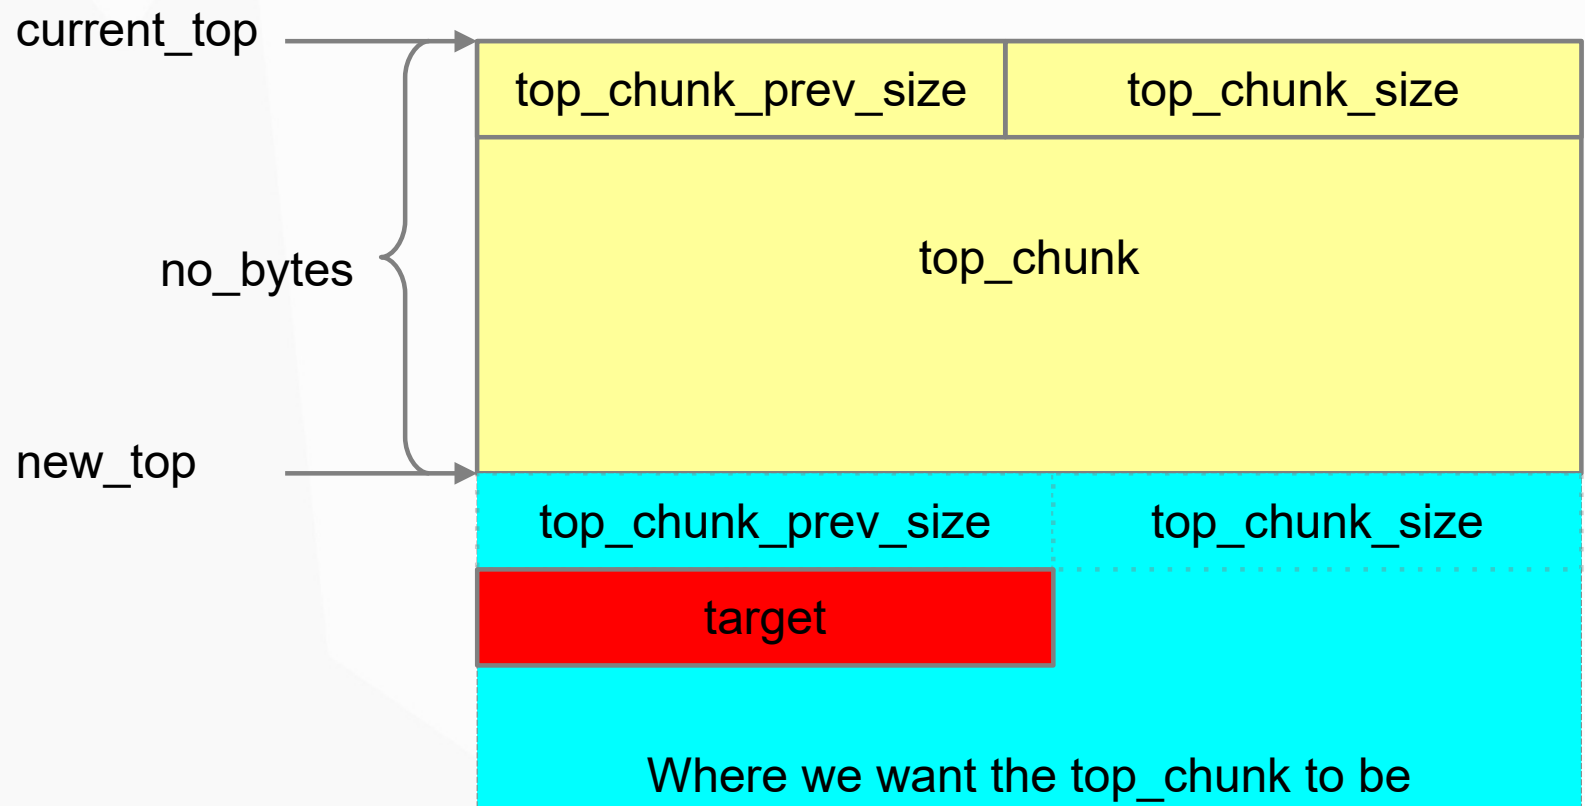 current_top
top_chunk_prev_size top_chunk_size
top_chunk
no_bytes
new_top
top_chunk_prev_size top_chunk_size
target
Where we want the top_chunk to be